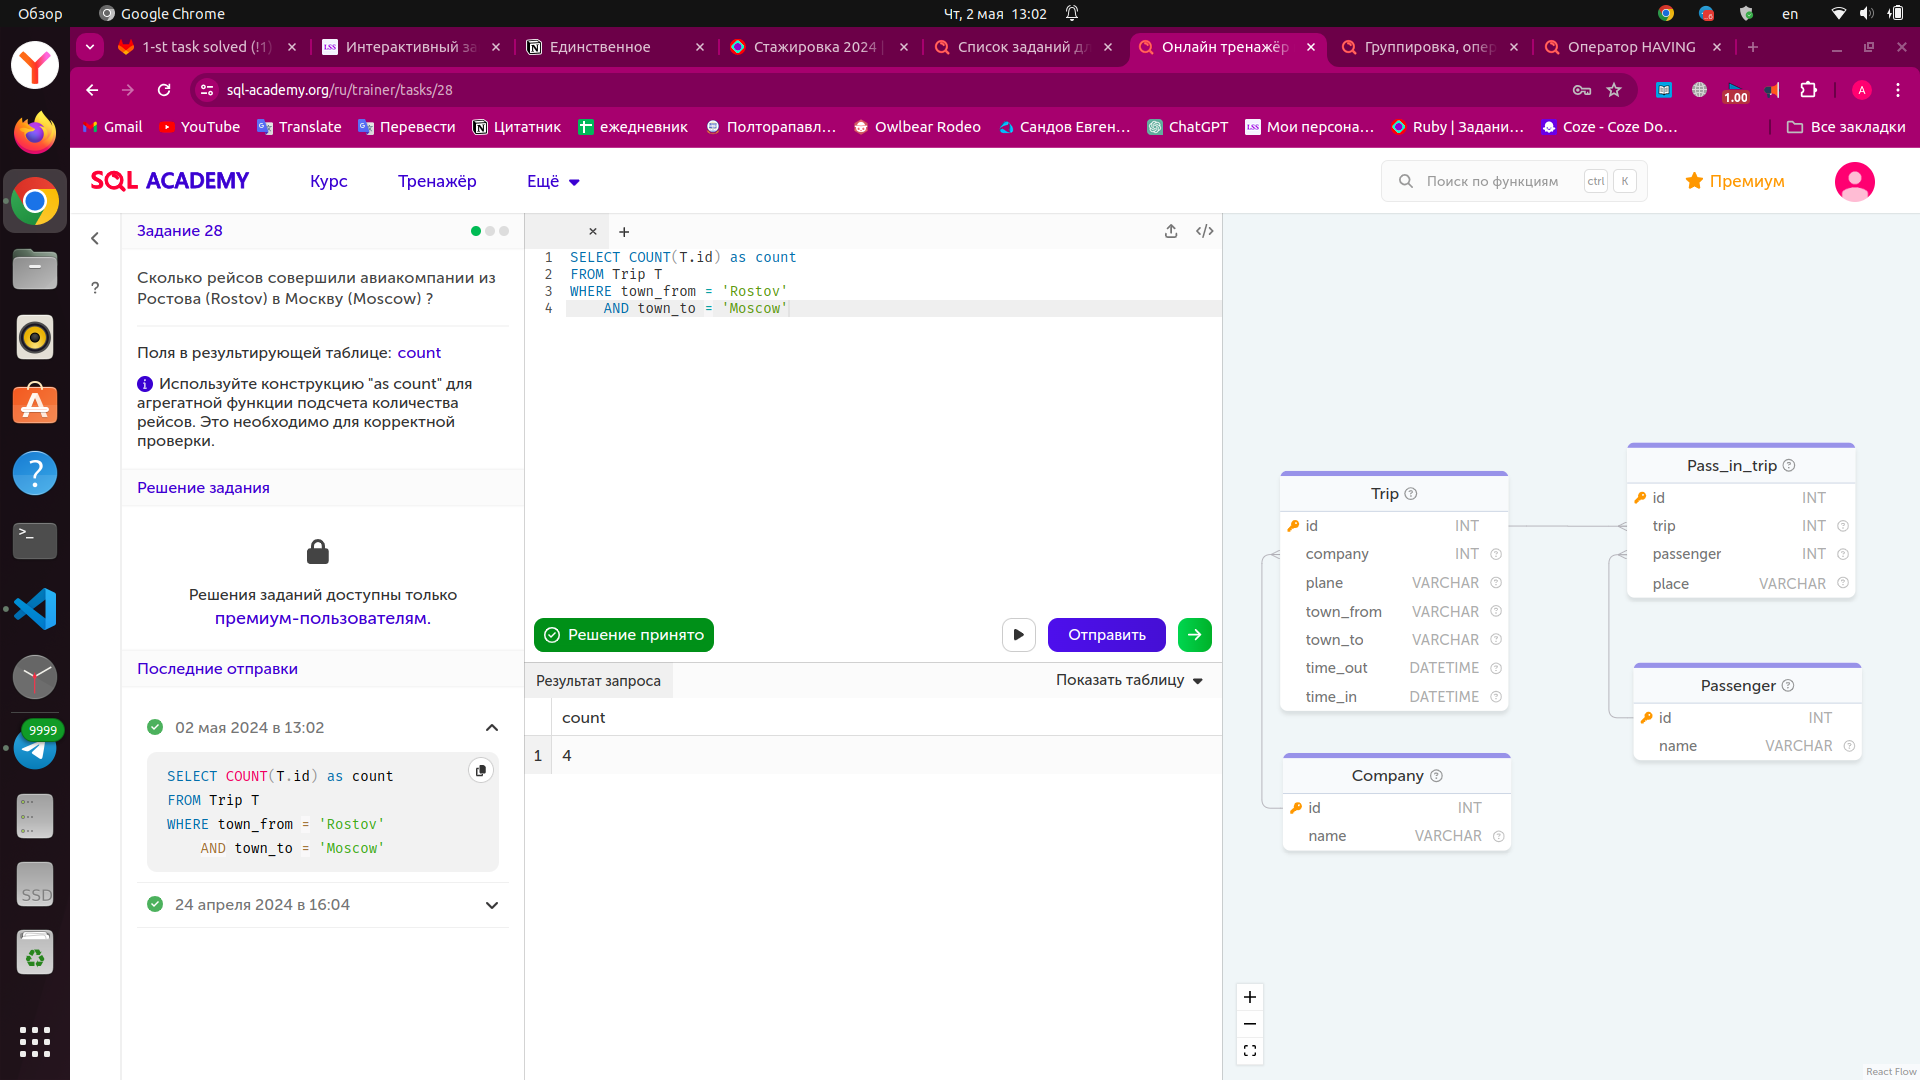 Обзор
Google Chrome
Чт, 2 мая 13:02
en
1-st task solved (!1)
Интерактивный за
Единственное
Стажировка 2024
Список заданий дл
Онлайн тренажёр
Группировка, опер
Оператор HAVING
sql-academy.org/ru/trainer/tasks/28
1.00
A
Gmail
YouTube
Translate
Перевести
Цитатник
ежедневник
Полторапавл...
Owlbear Rodeo
Сандов Евген...
ChatGPT
LSS
Мои персона...
Ruby | Задани...
Coze - Coze Do...
Все закладки
SQL ACADEMY
Курс
Тренажёр
Ещё
Поиск по функциям
ctrl
K
Премиум
Задание 28
Сколько рейсов совершили авиакомпании из
Ростова (Rostov) в Москву (Moscow) ?
Поля в результирующей таблице: count
Используйте конструкцию "as count" для
агрегатной функции подсчета количества
рейсов. Это необходимо для корректной
проверки.
Решение задания
Решения заданий доступны только
премиум-пользователям.
Последние отправки
02 мая 2024 в 13:02
SELECT COUNT(T.id) as count
FROM Trip T
WHERE town_from = 'Rostov'
AND town_to = 'Moscow'
24 апреля 2024 в 16:04
1 SELECT COUNT(T.id) as count
2 FROM Trip T
3 WHERE town_from = 'Rostov'
4 AND town_to = 'Moscow'
Решение принято
Отправить
Результат запроса
Показать таблицу
count
1 4
Trip
id INT
company INT
plane VARCHAR
town_from VARCHAR
town_to VARCHAR
time_out DATETIME
time_in DATETIME
Company
id INT
name VARCHAR
Pass_in_trip
id INT
trip INT
passenger INT
place VARCHAR
Passenger
id INT
name VARCHAR
React Flow
9999
SSD